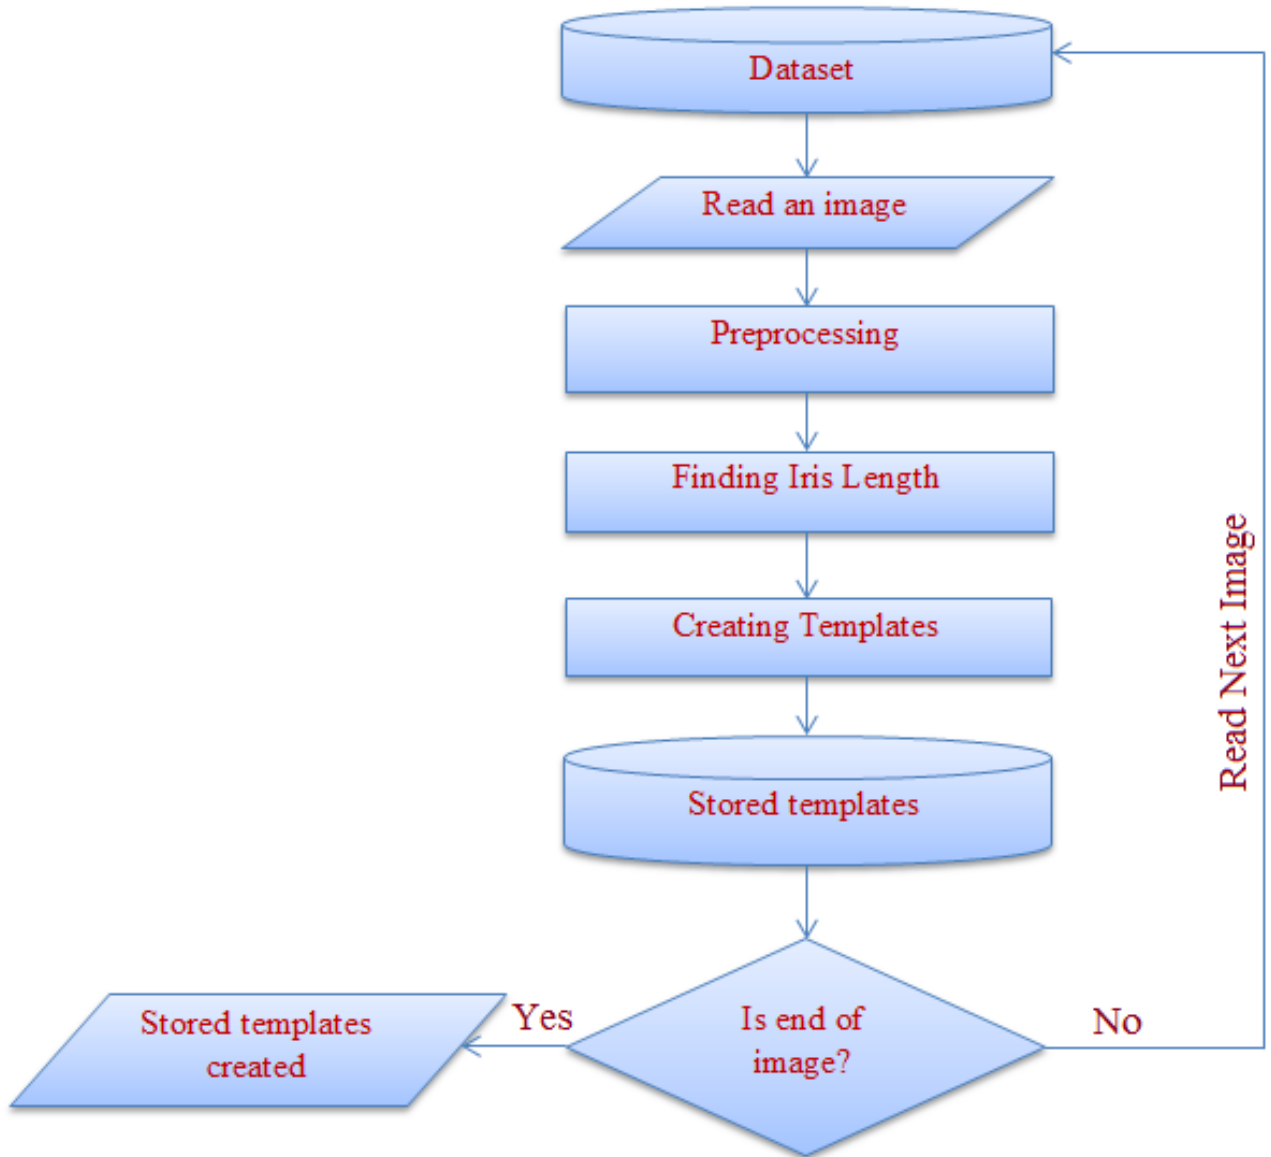 Dataset
Read an image
Preprocessing
Finding Iris Length
Creating Templates
Stored templates
Is end of
image?
Yes
No
Stored templates
created
Read Next Image